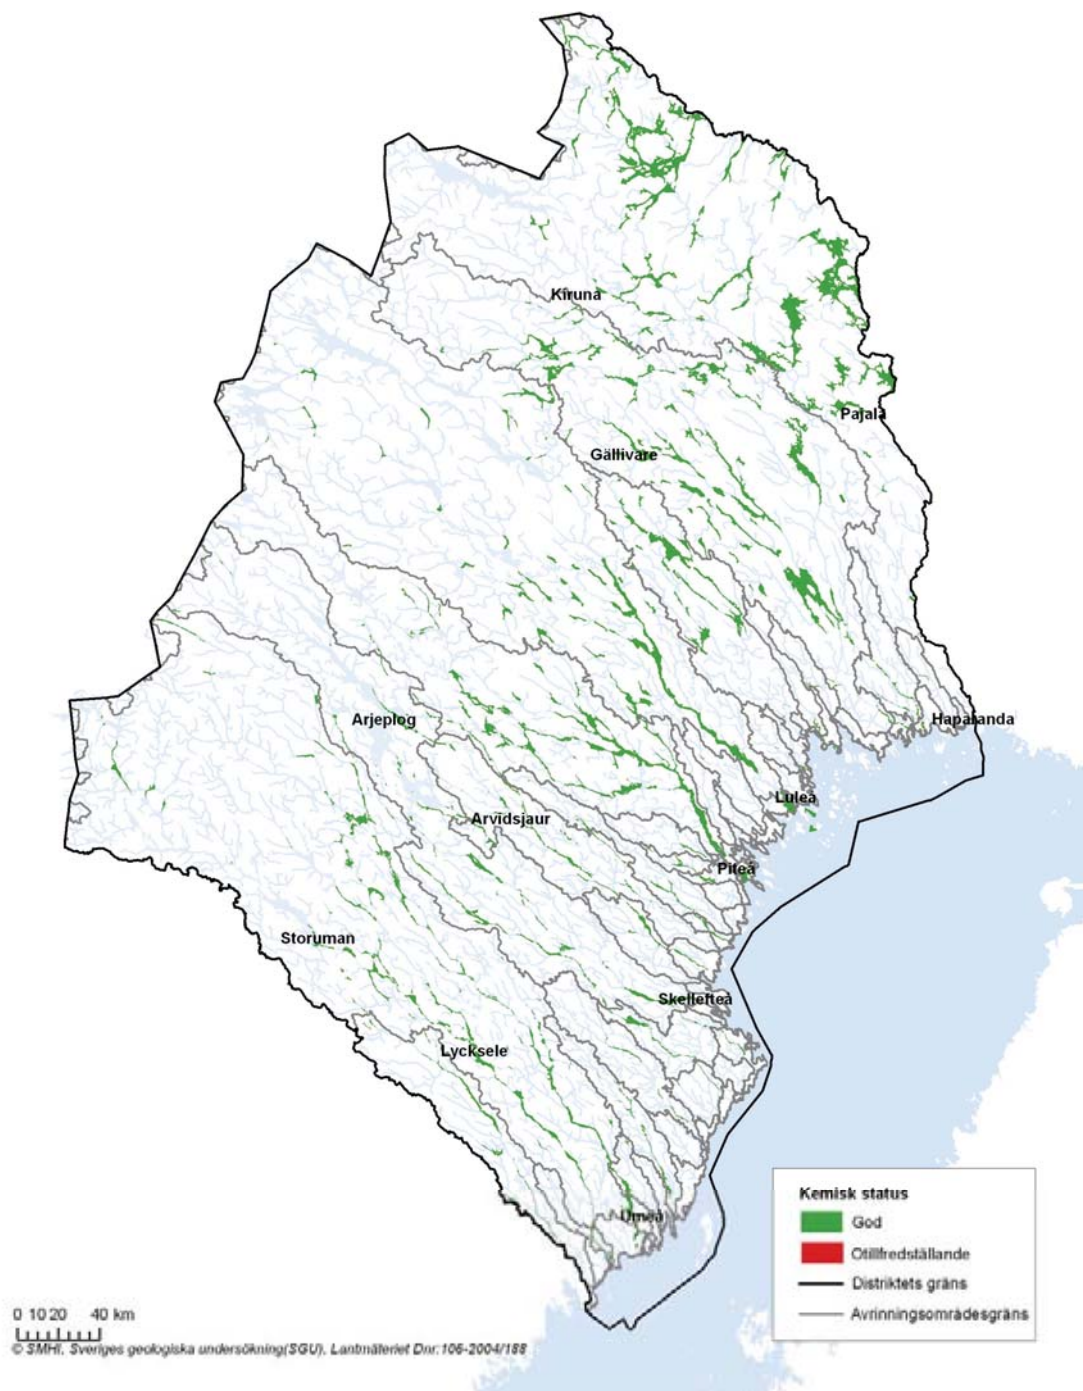 Kiruna
Pajala
Gällivare
Arjeplog
Haparanda
Luleå
Arvidsjaur
Piteå
Storuman
Skellefteå
Lycksele
Umeå
Kemisk status
God
Otillfredställande
Distriktets gräns
Avrinningsområdesgräns
0 10 20 40 km
© SMHI, Sveriges geologiska undersökning(SGU), Lantmäteriet Dnr:106-2004/188